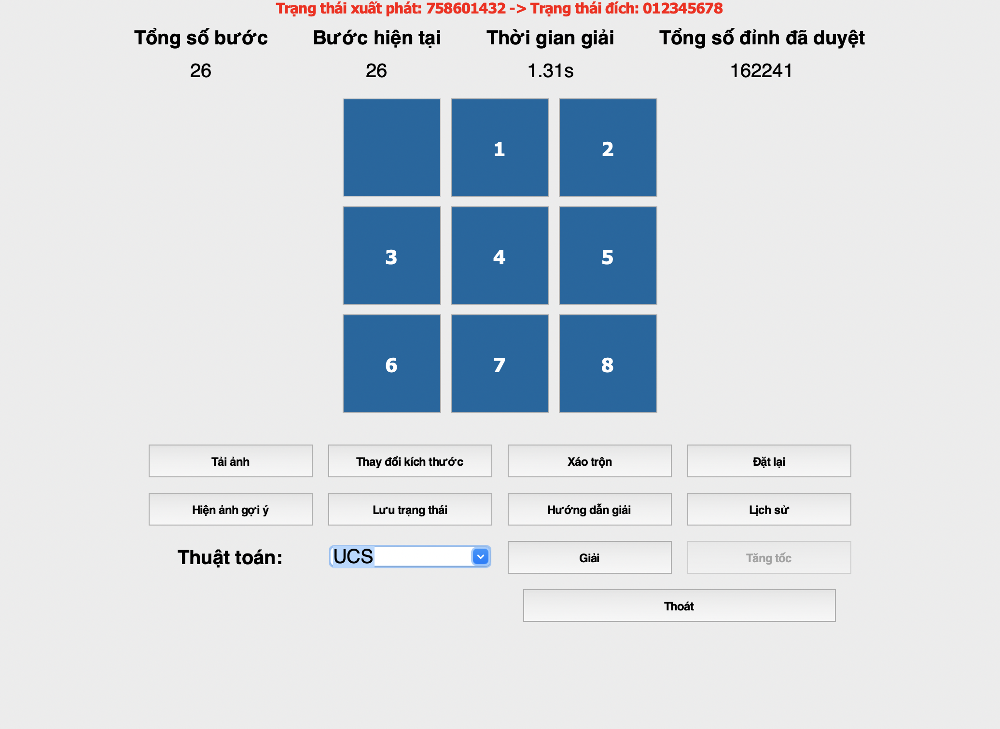 Trạng thái xuất phát: 758601432 -> Trạng thái đích: 012345678
Tổng số bước Bước hiện tại Thời gian giải Tổng số đỉnh đã duyệt
26 26 1.31s 162241
1 2
3 4 5
6 7 8
Tải ảnh Thay đổi kích thước Xáo trộn Đặt lại
Hiện ảnh gợi ý Lưu trạng thái Hướng dẫn giải Lịch sử
Thuật toán: UCS Giải Tăng tốc
Thoát